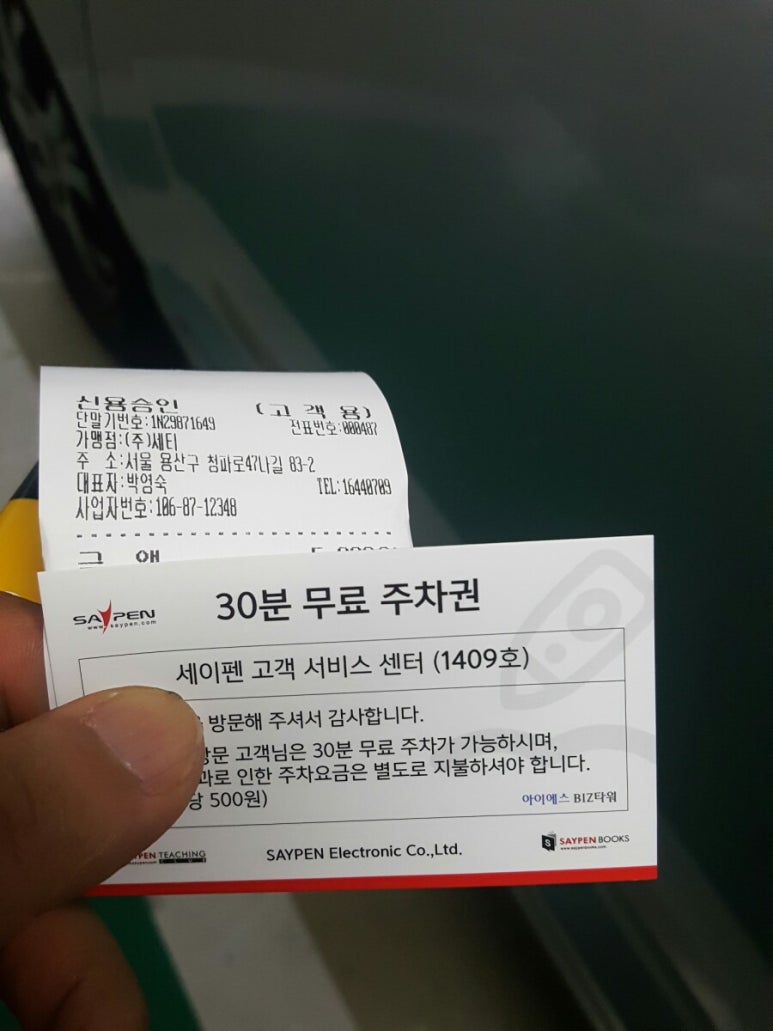 신용승인 (고객용)
단말기번호:1N29871649 전표번호:000487
가맹점:(주)세티
주 소:서울 용산구 청파로47나길 83-2
대표자:박영숙 TEL:16440709
사업자번호:106-87-12348
금 액
SAYPEN
www.saypen.com
30분 무료 주차권
세이펜 고객 서비스 센터 (1409호)
방문해 주셔서 감사합니다.
방문 고객님은 30분 무료 주차가 가능하시며,
과로 인한 주차요금은 별도로 지불하셔야 합니다.
당 500원)
아이에스 BIZ타워
YPEN TEACHING
SAYPEN Electronic Co.,Ltd.
S SAYPEN BOOKS
www.saypenbooks.com